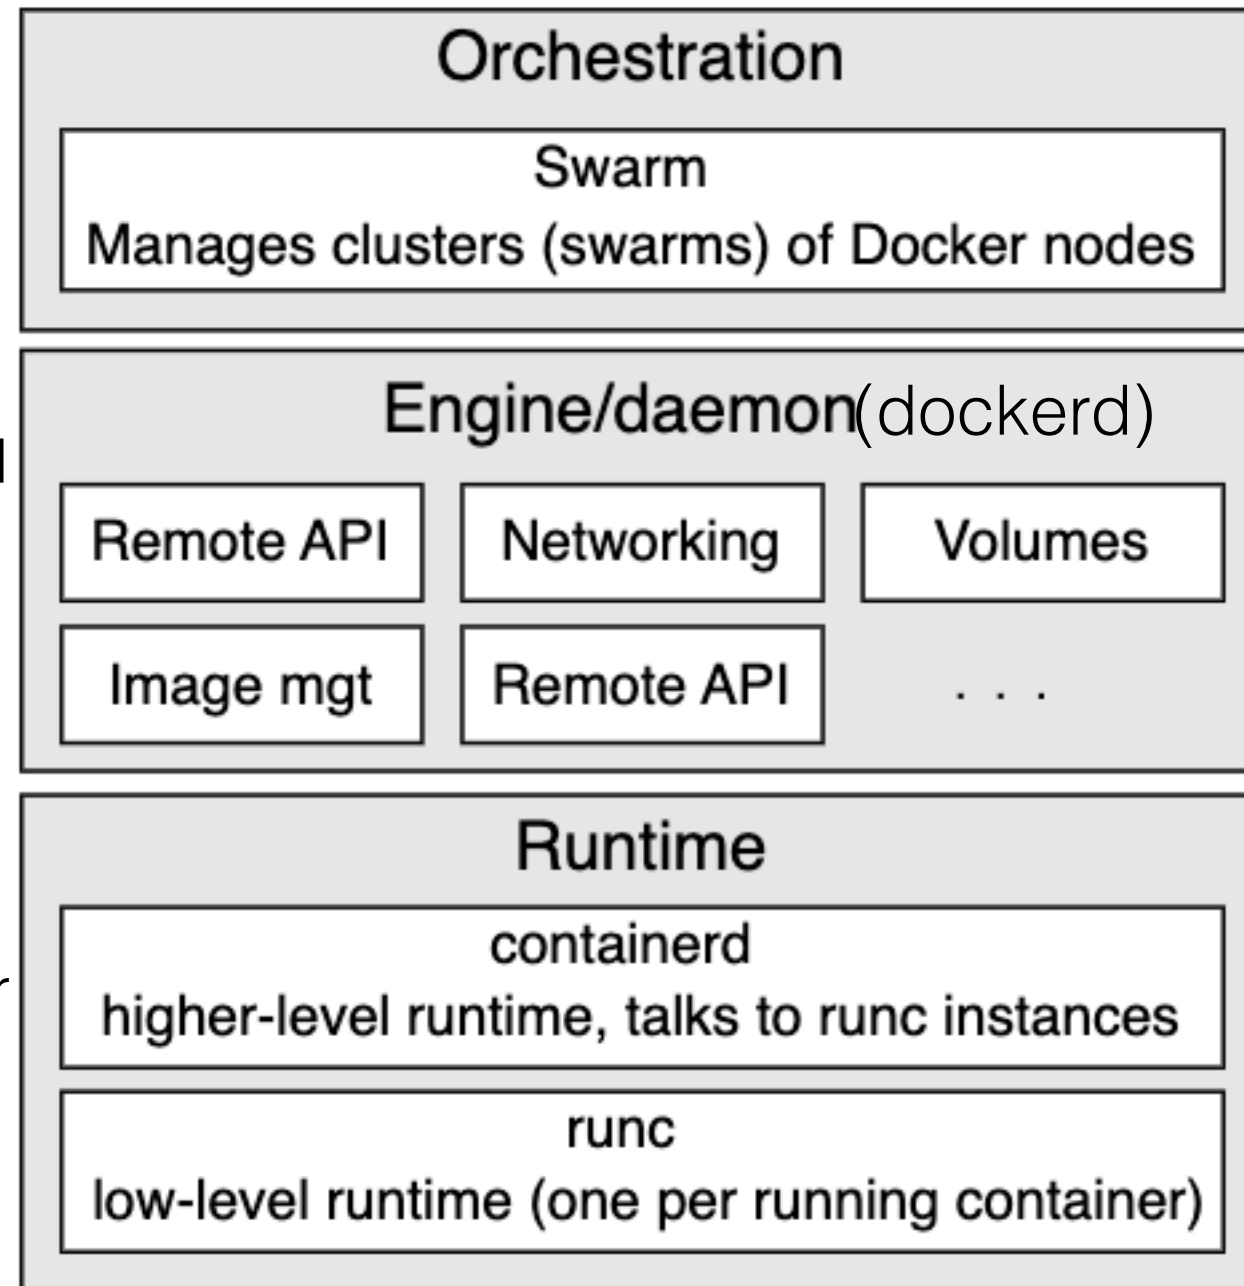 Orchestration
Swarm
Manages clusters (swarms) of Docker nodes
Engine/daemon(dockerd)
Remote API
Networking
Volumes
Image mgt
Remote API
. . .
Runtime
containerd
higher-level runtime, talks to runc instances
runc
low-level runtime (one per running container)